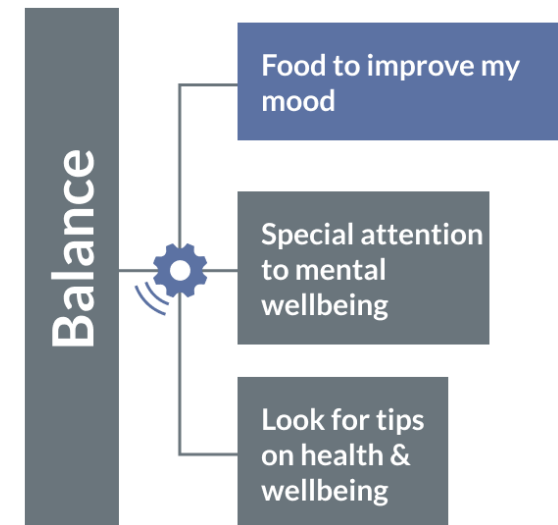 Balance
Food to improve my
mood
Special attention
to mental
wellbeing
Look for tips
on health &
wellbeing